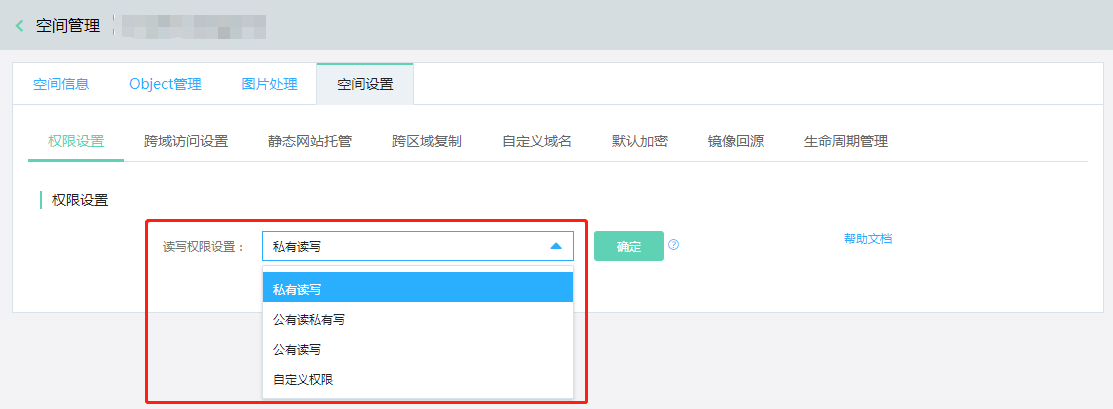 空间管理
空间信息 Object管理 图片处理 空间设置
权限设置 跨域访问设置 静态网站托管 跨区域复制 自定义域名 默认加密 镜像回源 生命周期管理
权限设置
读写权限设置： 私有读写 确定 ? 帮助文档
私有读写
公有读私有写
公有读写
自定义权限